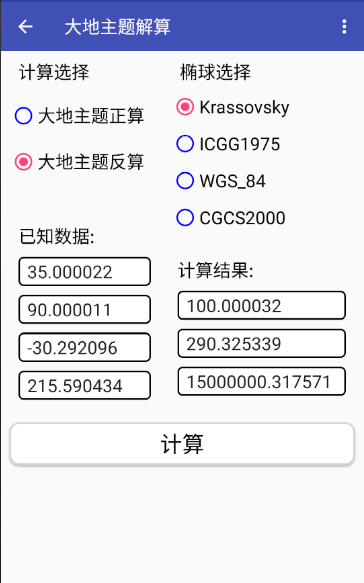 大地主题解算
计算选择
椭球选择
大地主题正算
大地主题反算
Krassovsky
ICGG1975
WGS_84
CGCS2000
已知数据:
35.000022
90.000011
-30.292096
215.590434
计算结果:
100.000032
290.325339
15000000.317571
计算